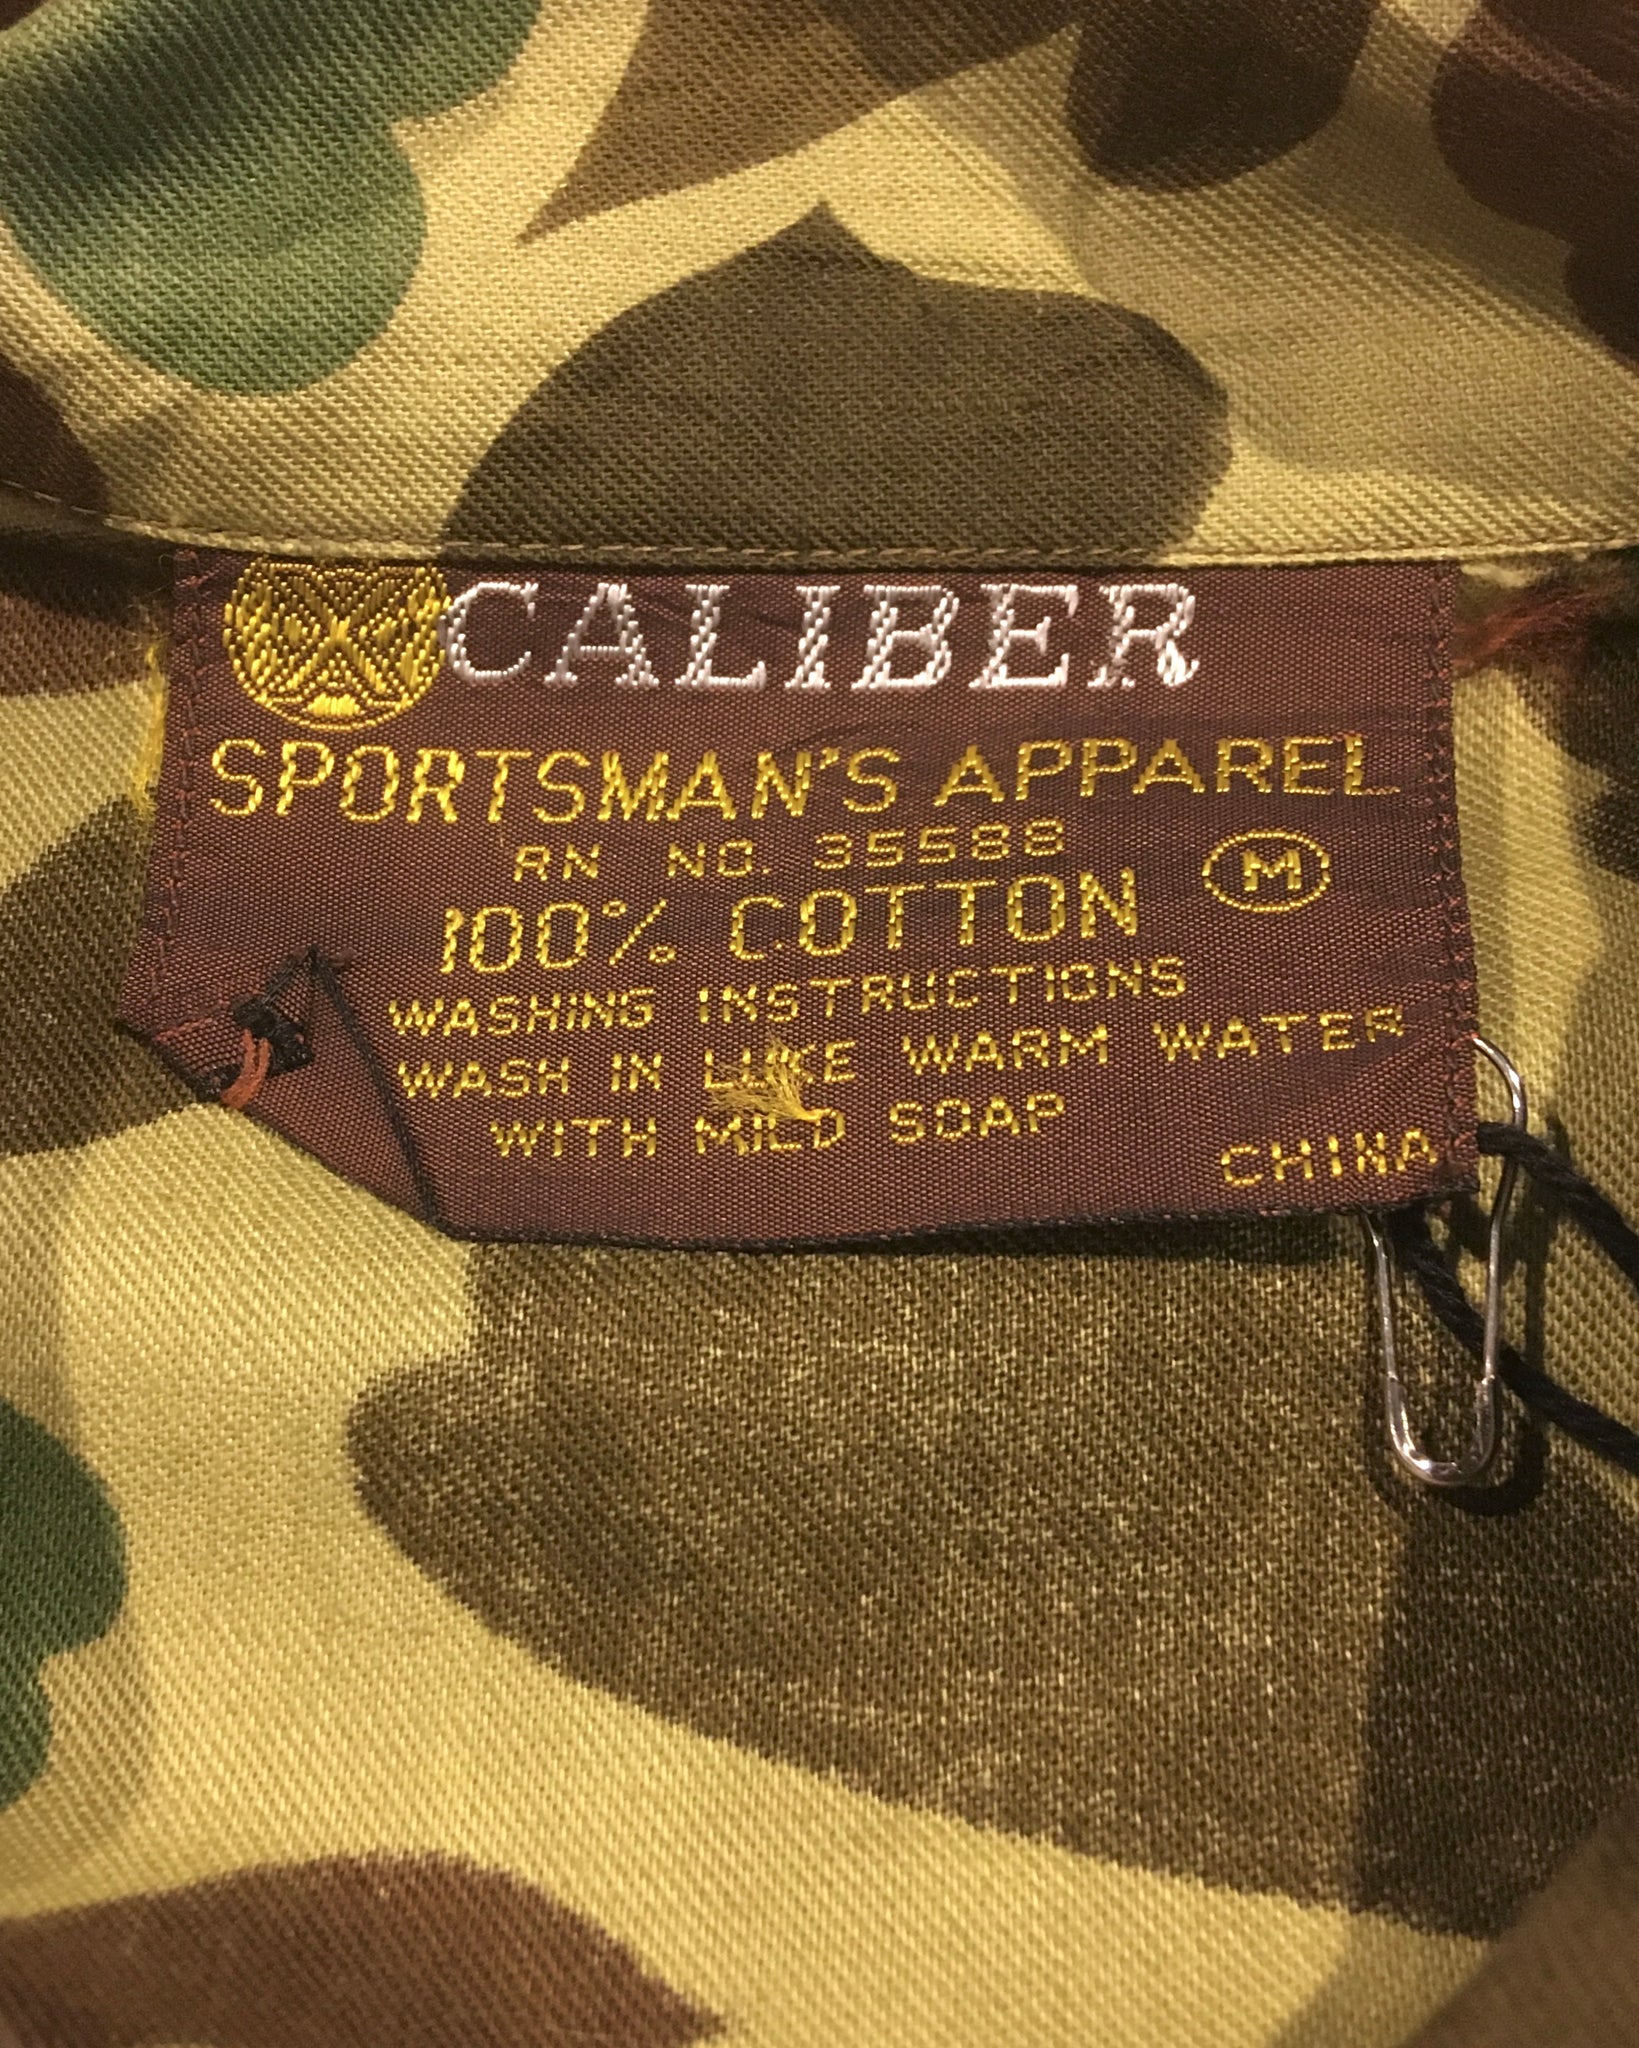 CALIBER
SPORTSMAN'S APPAREL
RN NO. 35588
M
100% COTTON
WASHING INSTRUCTIONS
WASH IN LUKE WARM WATER
WITH MILD SOAP
CHINA